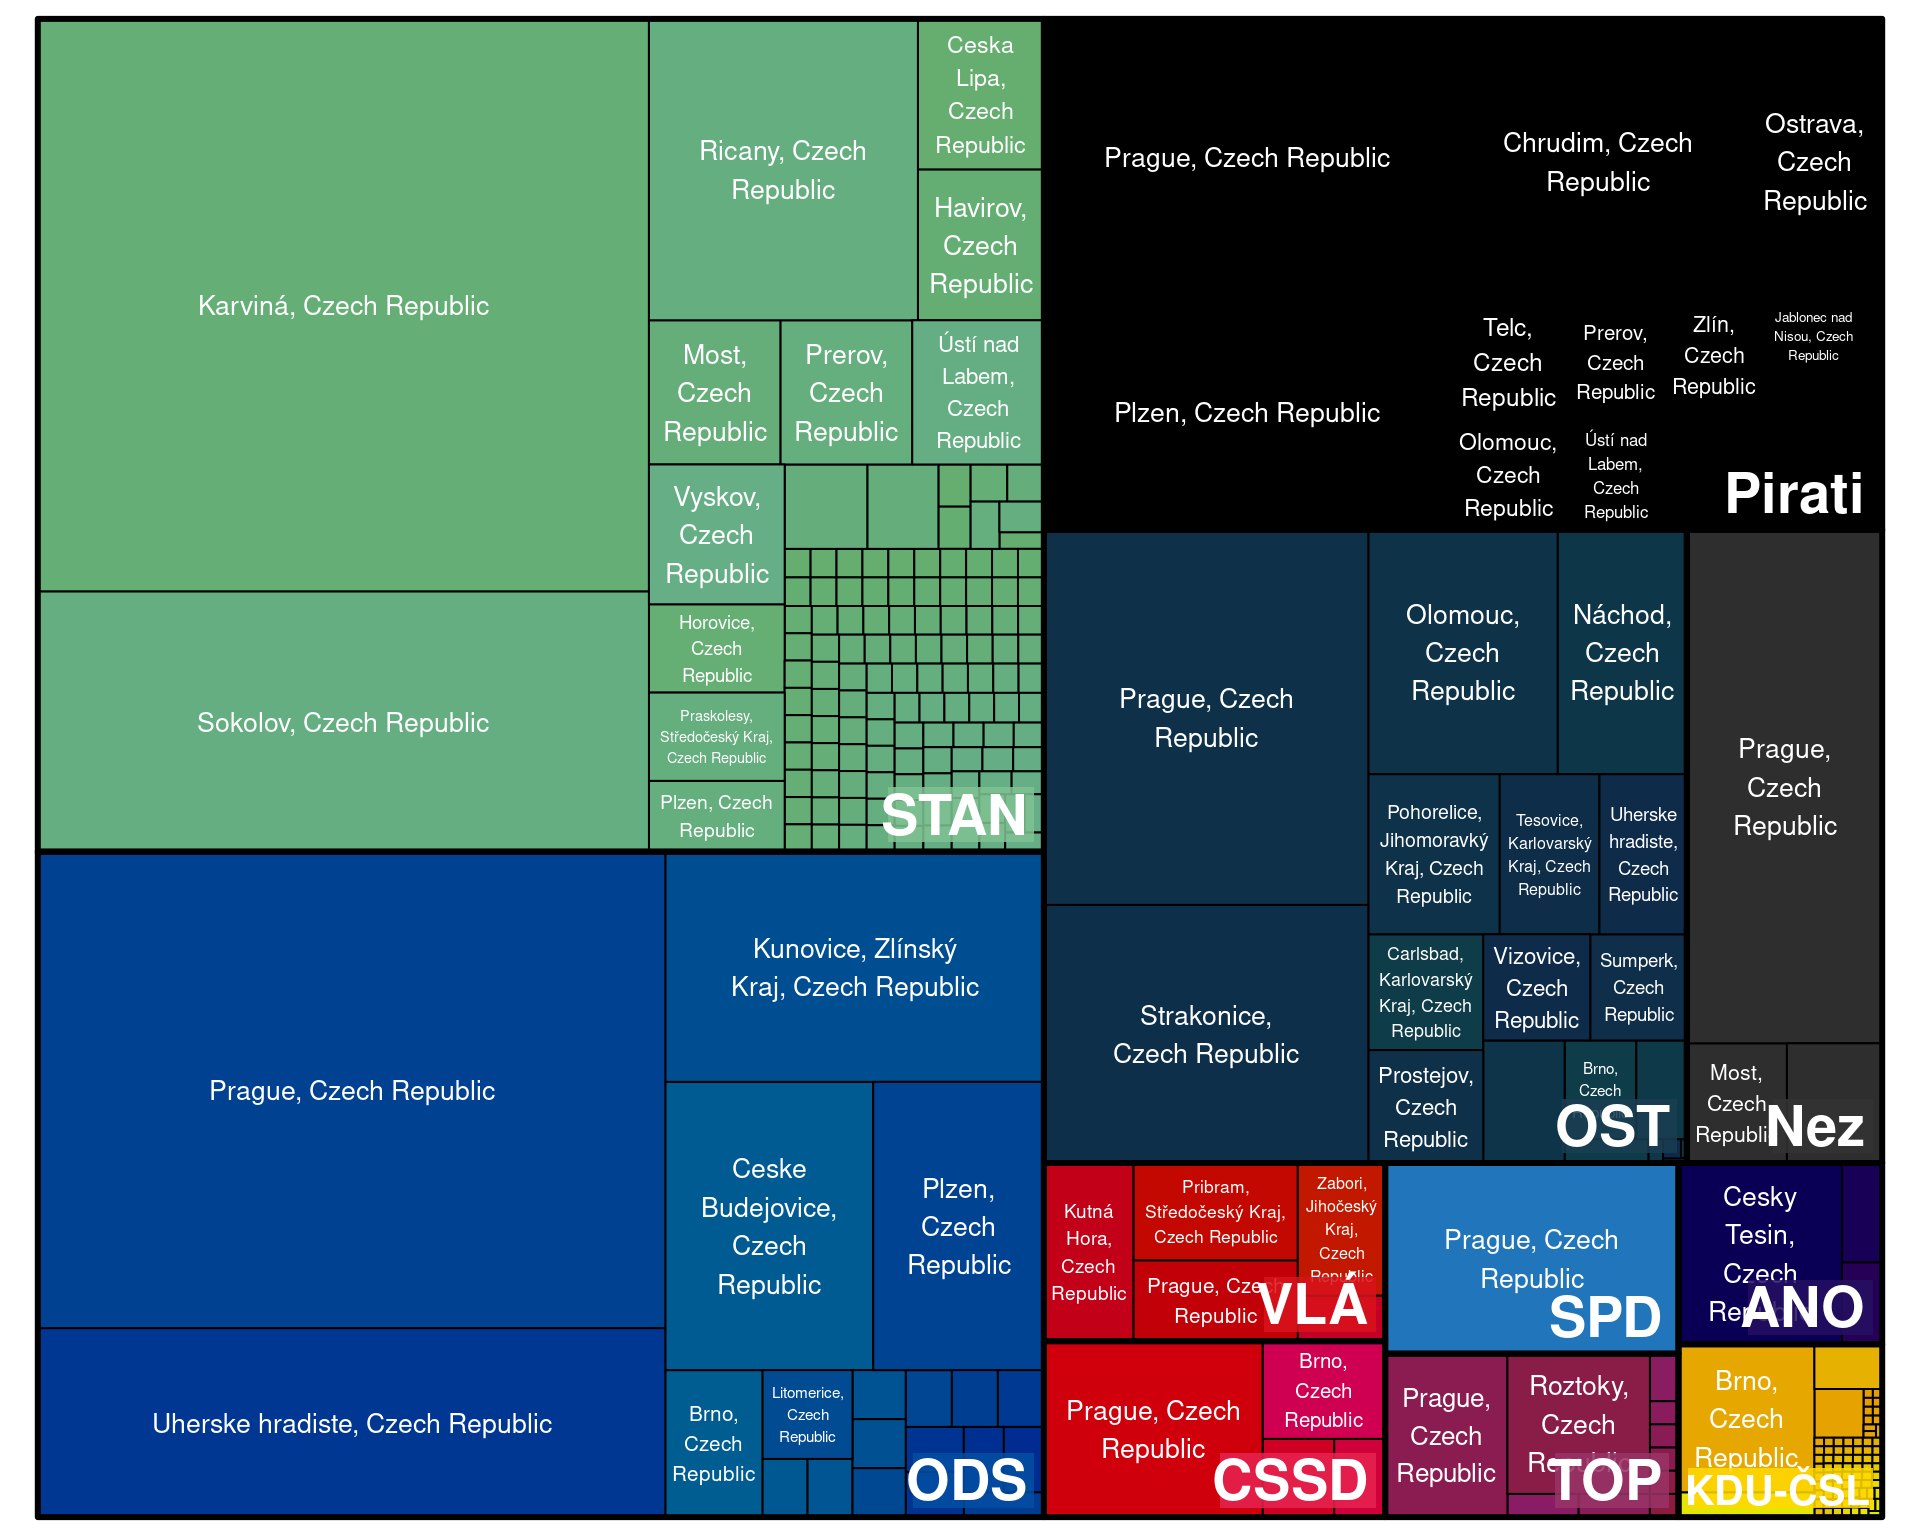 Karviná, Czech Republic
Sokolov, Czech Republic
Ricany, Czech
Republic
Ceska
Lipa,
Czech
Republic
Havirov,
Czech
Republic
Most,
Czech
Republic
Prerov,
Czech
Republic
Ústí nad
Labem,
Czech
Republic
Vyskov,
Czech
Republic
Horovice,
Czech
Republic
Praskolesy,
Středočeský Kraj,
Czech Republic
Plzen, Czech
Republic
STAN
Prague, Czech Republic
Uherske hradiste, Czech Republic
Kunovice, Zlínský
Kraj, Czech Republic
Ceske
Budejovice,
Czech
Republic
Plzen,
Czech
Republic
Brno,
Czech
Republic
Litomerice,
Czech
Republic
ODS
Prague, Czech Republic
Plzen, Czech Republic
Chrudim, Czech
Republic
Ostrava,
Czech
Republic
Telc,
Czech
Republic
Prerov,
Czech
Republic
Zlín,
Czech
Republic
Jablonec nad
Nisou, Czech
Republic
Olomouc,
Czech
Republic
Ústí nad
Labem,
Czech
Republic
Pirati
Prague, Czech
Republic
Strakonice,
Czech Republic
Olomouc,
Czech
Republic
Náchod,
Czech
Republic
Pohorelice,
Jihomoravký
Kraj, Czech
Republic
Tesovice,
Karlovarský
Kraj, Czech
Republic
Uherske
hradiste,
Czech
Republic
Carlsbad,
Karlovarský
Kraj, Czech
Republic
Vizovice,
Czech
Republic
Sumperk,
Czech
Republic
Prostejov,
Czech
Republic
Brno,
Czech
OST
Prague,
Czech
Republic
Most,
Czech
Republic
Nez
Kutná
Hora,
Czech
Republic
Pribram,
Středočeský Kraj,
Czech Republic
Prague, Czech
Republic
Zabori,
Jihočeský
Kraj,
Czech
Republic
VLÁ
Prague, Czech
Republic
SPD
Cesky
Tesin,
Czech
Republic
ANO
Prague, Czech
Republic
Brno,
Czech
Republic
CSSD
Prague,
Czech
Republic
Roztoky,
Czech
Republic
TOP
Brno,
Czech
Republic
KDU-ČSL